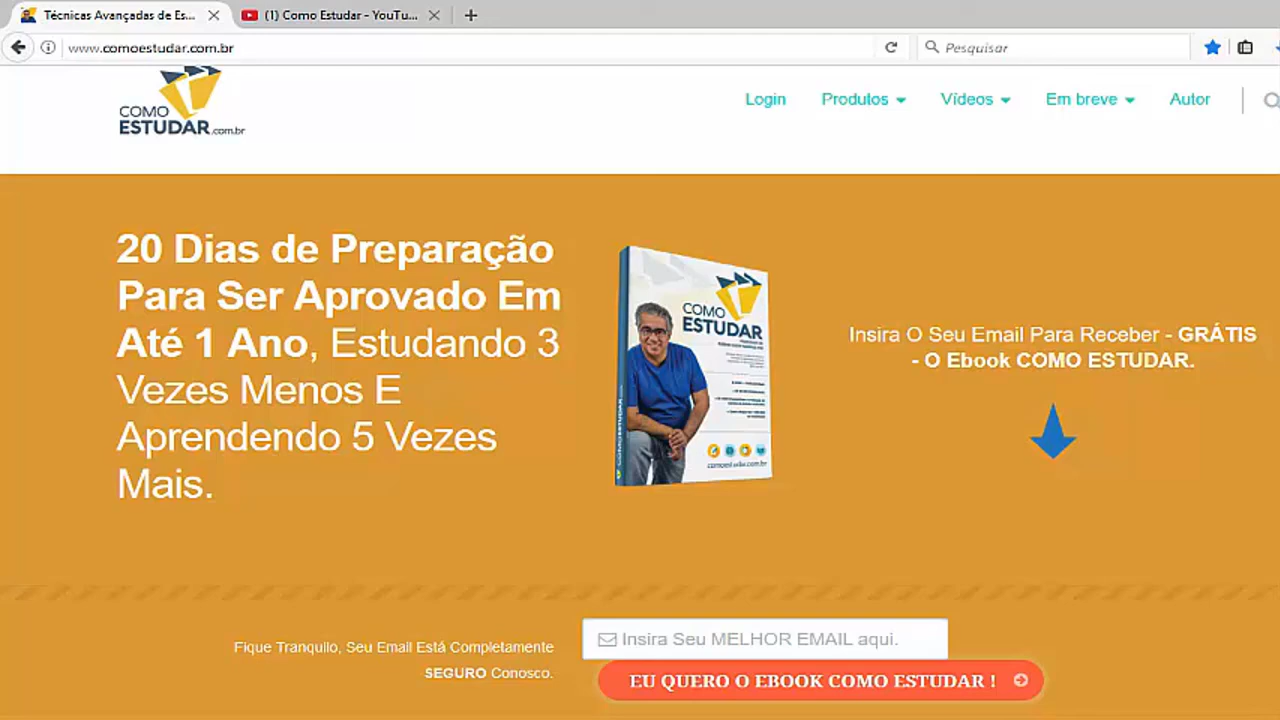 Técnicas Avançadas de Es...
(1) Como Estudar - YouTu...
www.comoestudar.com.br
Pesquisar
COMO
ESTUDAR.com.br
Login
Produtos
Vídeos
Em breve
Autor
20 Dias de Preparação
Para Ser Aprovado Em
Até 1 Ano, Estudando 3
Vezes Menos E
Aprendendo 5 Vezes
Mais.
COMO
ESTUDAR
Insira O Seu Email Para Receber - GRÁTIS
- O Ebook COMO ESTUDAR.
Fique Tranquilo, Seu Email Está Completamente
SEGURO Conosco.
Insira Seu MELHOR EMAIL aqui.
EU QUERO O EBOOK COMO ESTUDAR !